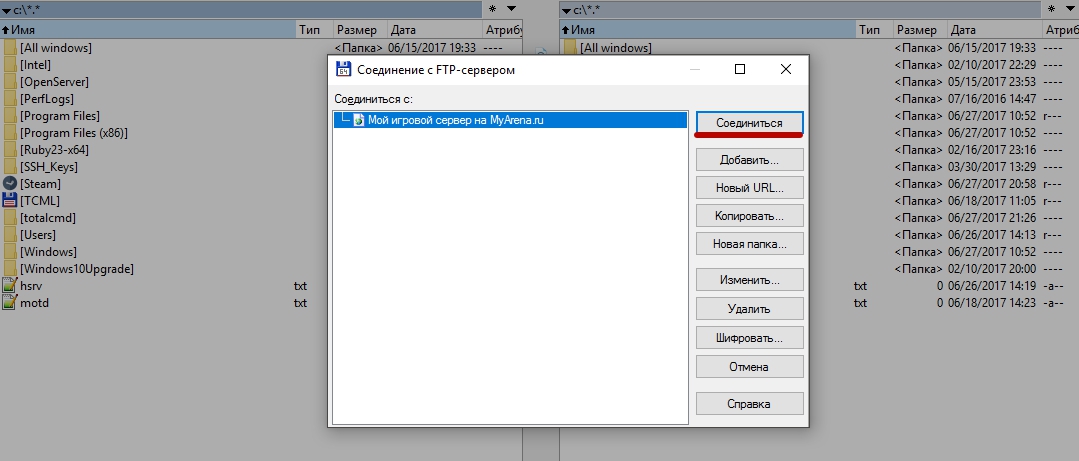 c:\*.* * c:\*.* *
Имя Тип Размер Дата Атрибу Имя Тип Размер Дата Атрибу
[All windows] <Папка> 06/15/2017 19:33 ---- [All windows] <Папка> 06/15/2017 19:33 ----
[Intel] <Папка> 02/10/2017 22:29 ----
[OpenServer] <Папка> 05/15/2017 23:53 ----
[PerfLogs] <Папка> 07/16/2016 14:47 ----
[Program Files] <Папка> 06/27/2017 10:52 r---
[Program Files (x86)] <Папка> 06/27/2017 10:52 r---
[Ruby23-x64] <Папка> 02/16/2017 23:16 ----
[SSH_Keys] <Папка> 03/30/2017 13:29 ----
[Steam] <Папка> 06/27/2017 20:58 r---
[TCML] <Папка> 06/18/2017 11:05 r---
[totalcmd] <Папка> 06/27/2017 21:26 ----
[Users] <Папка> 06/26/2017 14:13 r---
[Windows] <Папка> 06/27/2017 10:52 ----
[Windows10Upgrade] <Папка> 02/10/2017 20:00 ----
hsrv txt txt 0 06/26/2017 14:19 -a--
motd txt txt 0 06/18/2017 14:23 -a--
64 Соединение с FTP-сервером
Соединиться с:
Мой игровой сервер на MyArena.ru
Соединиться
Добавить...
Новый URL...
Копировать...
Новая папка...
Изменить...
Удалить
Шифровать...
Отмена
Справка